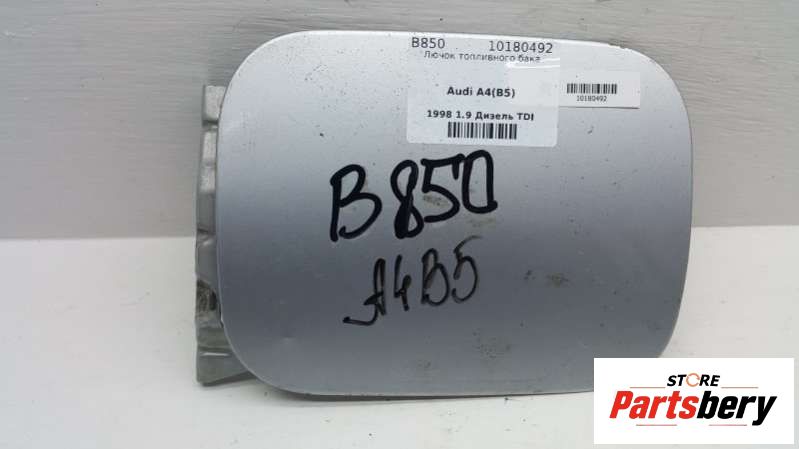 B850 10180492
Лючок топливного бака
Audi A4(B5)
1998 1.9 Дизель TDI
10180492
B850
A4B5
STORE
Partsbery